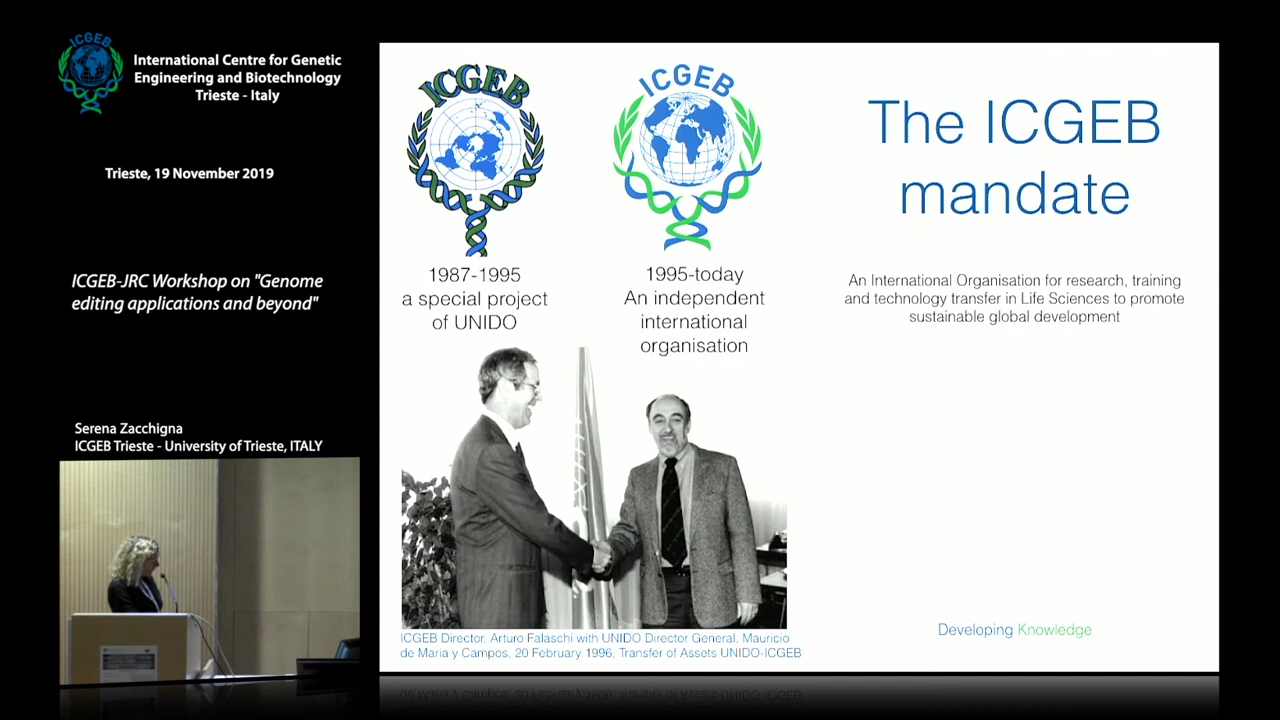 ICGEB
International Centre for Genetic
Engineering and Biotechnology
Trieste - Italy
Trieste, 19 November 2019
ICGEB-JRC Workshop on "Genome
editing applications and beyond"
Serena Zacchigna
ICGEB Trieste - University of Trieste, ITALY
ICGEB
1987-1995
a special project
of UNIDO
ICGEB
1995-today
An independent
international
organisation
The ICGEB
mandate
An International Organisation for research, training
and technology transfer in Life Sciences to promote
sustainable global development
ICGEB Director, Arturo Falaschi with UNIDO Director General, Mauricio
de Maria y Campos, 20 February 1996, Transfer of Assets UNIDO-ICGEB
Developing Knowledge